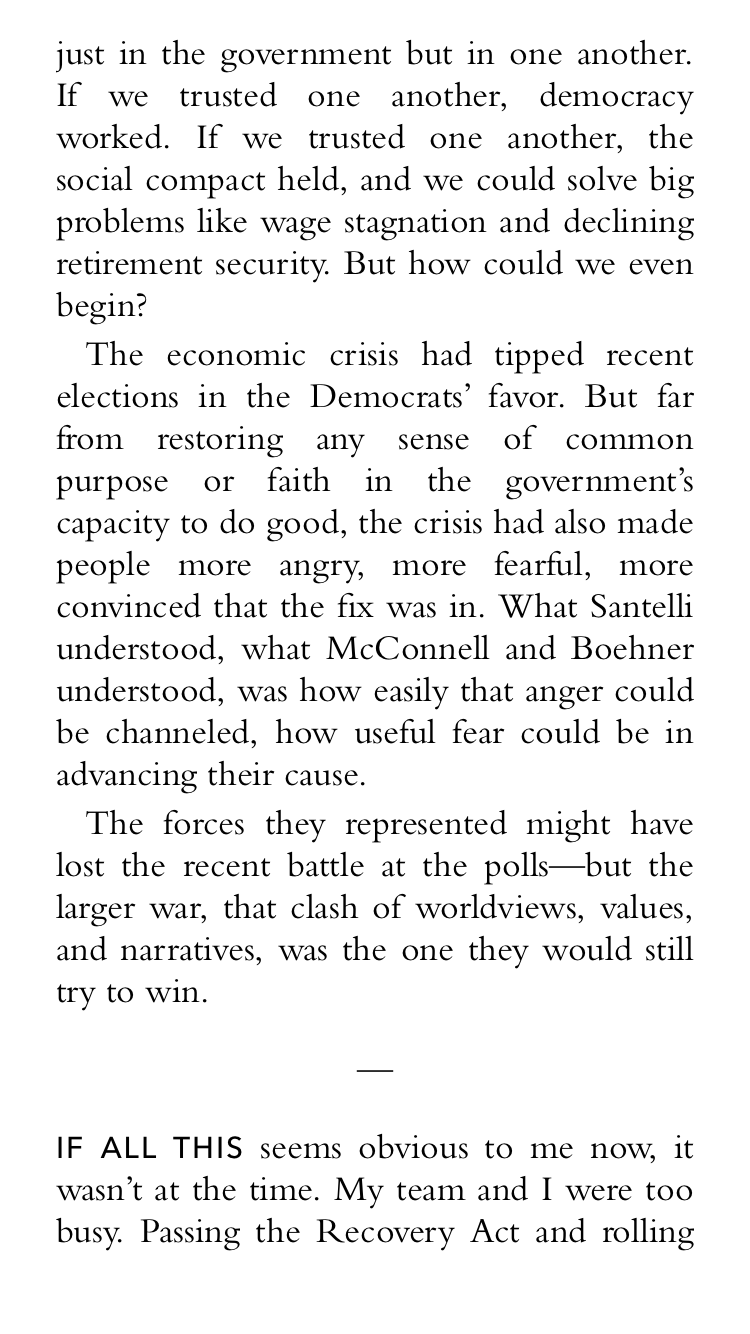 just in the government but in one another.
If we trusted one another, democracy
worked. If we trusted one another, the
social compact held, and we could solve big
problems like wage stagnation and declining
retirement security. But how could we even
begin?
The economic crisis had tipped recent
elections in the Democrats’ favor. But far
from restoring any sense of common
purpose or faith in the government’s
capacity to do good, the crisis had also made
people more angry, more fearful, more
convinced that the fix was in. What Santelli
understood, what McConnell and Boehner
understood, was how easily that anger could
be channeled, how useful fear could be in
advancing their cause.
The forces they represented might have
lost the recent battle at the polls—but the
larger war, that clash of worldviews, values,
and narratives, was the one they would still
try to win.
—
IF ALL THIS seems obvious to me now, it
wasn’t at the time. My team and I were too
busy. Passing the Recovery Act and rolling